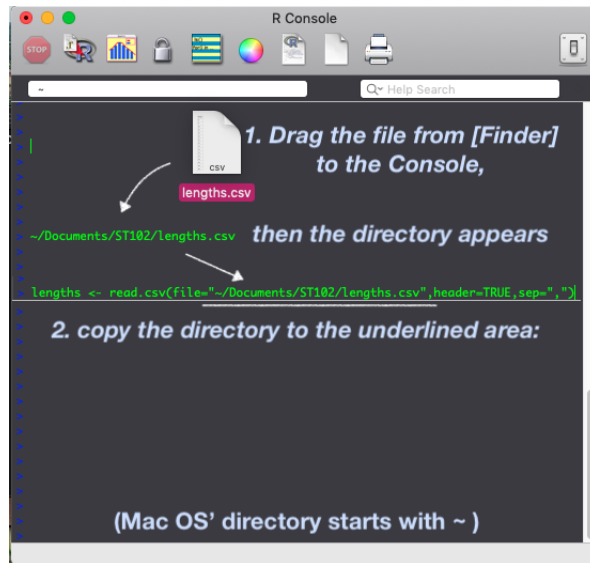 R Console
STOP
R
R
~
Help Search
1. Drag the file from [Finder]
to the Console,
csv
lengths.csv
~/Documents/ST102/lengths.csv
then the directory appears
> lengths <- read.csv(file="~/Documents/ST102/lengths.csv",header=TRUE,sep=",")
2. copy the directory to the underlined area:
(Mac OS’ directory starts with ~ )